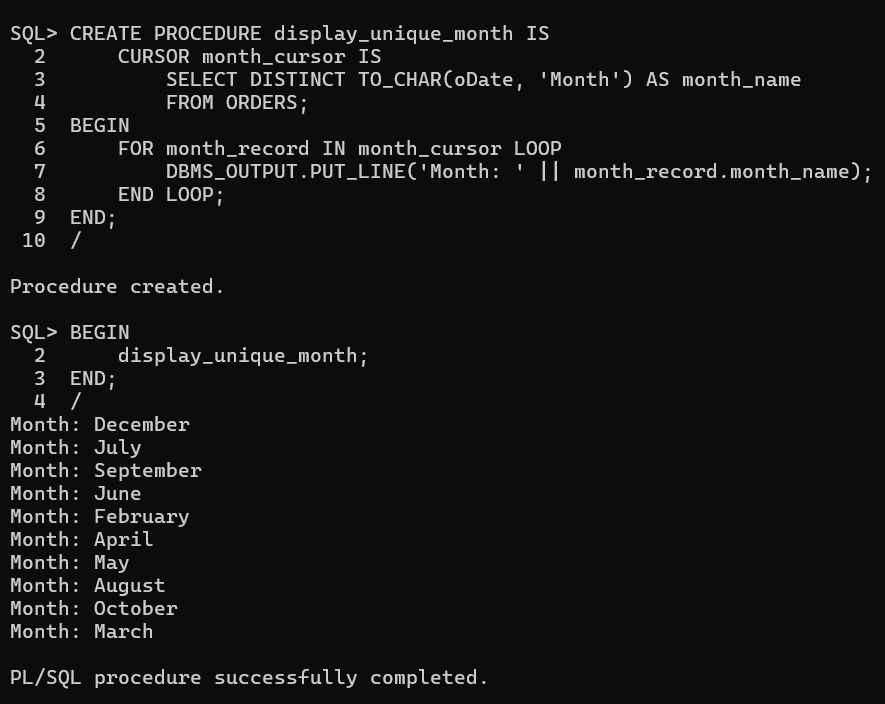 SQL> CREATE PROCEDURE display_unique_month IS
  2      CURSOR month_cursor IS
  3          SELECT DISTINCT TO_CHAR(oDate, 'Month') AS month_name
  4          FROM ORDERS;
  5  BEGIN
  6      FOR month_record IN month_cursor LOOP
  7          DBMS_OUTPUT.PUT_LINE('Month: ' || month_record.month_name);
  8      END LOOP;
  9  END;
 10  /

Procedure created.

SQL> BEGIN
  2      display_unique_month;
  3  END;
  4  /
Month: December
Month: July
Month: September
Month: June
Month: February
Month: April
Month: May
Month: August
Month: October
Month: March

PL/SQL procedure successfully completed.